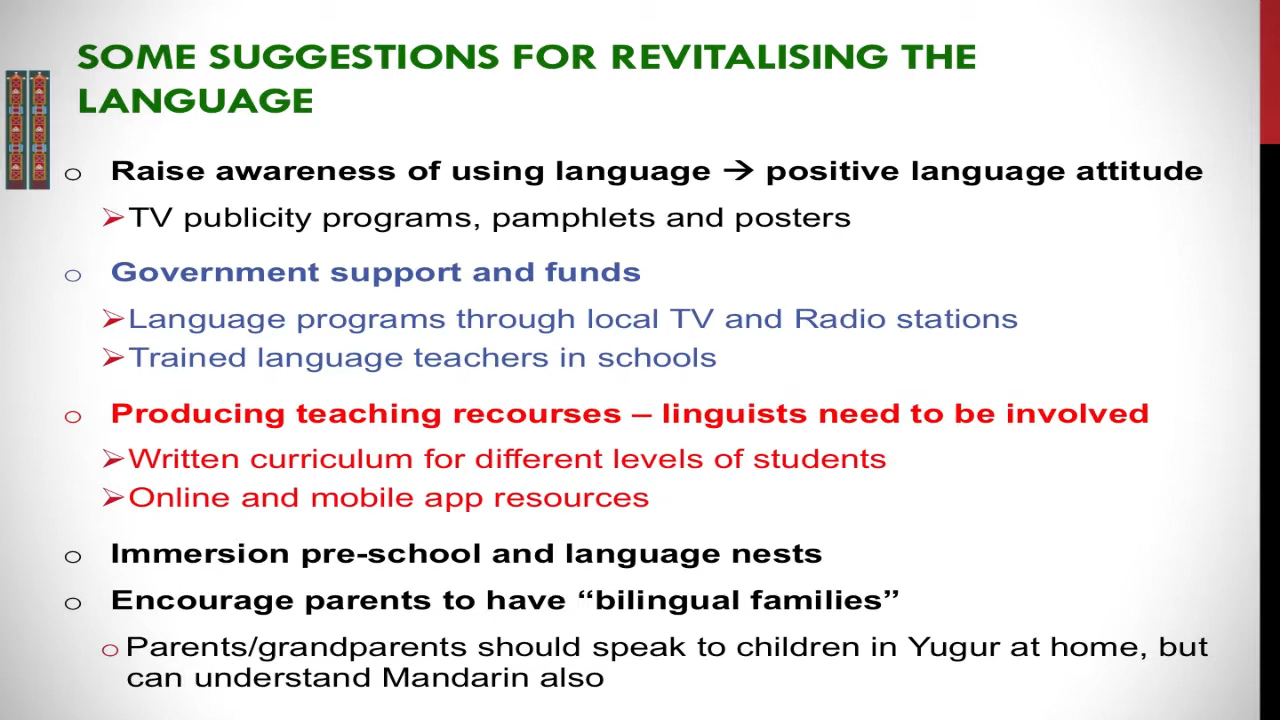 SOME SUGGESTIONS FOR REVITALISING THE
LANGUAGE
o Raise awareness of using language → positive language attitude
➢TV publicity programs, pamphlets and posters
o Government support and funds
➢Language programs through local TV and Radio stations
➢Trained language teachers in schools
o Producing teaching recourses – linguists need to be involved
➢Written curriculum for different levels of students
➢Online and mobile app resources
o Immersion pre-school and language nests
o Encourage parents to have “bilingual families”
o Parents/grandparents should speak to children in Yugur at home, but
can understand Mandarin also